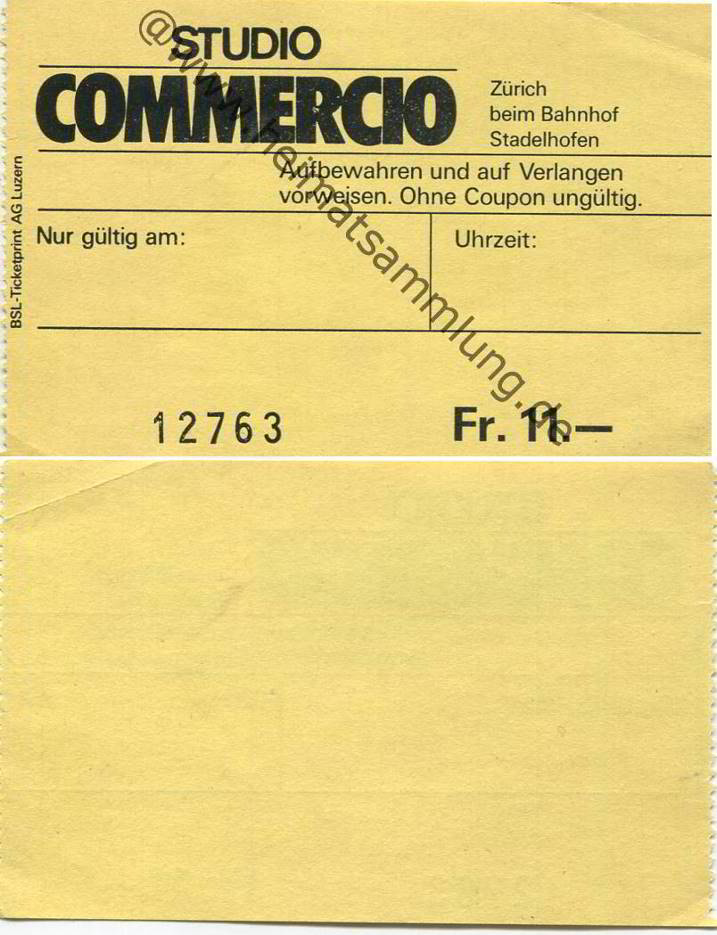 STUDIO
COMMERCIO
Zürich
beim Bahnhof
Stadelhofen
Aufbewahren und auf Verlangen
vorweisen. Ohne Coupon ungültig.
Nur gültig am:
Uhrzeit:
12763
Fr. 11.—
BSL-Ticketprint AG Luzern
@www.heimatsammlung.de